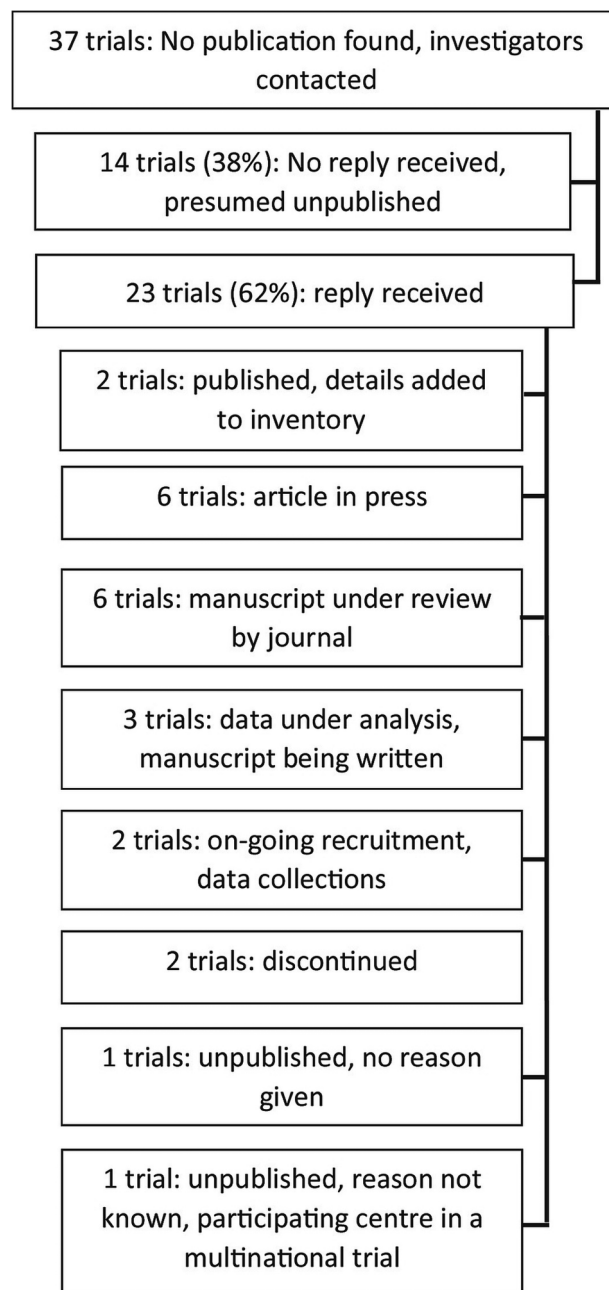 37 trials: No publication found, investigators
contacted
14 trials (38%): No reply received,
presumed unpublished
23 trials (62%): reply received
2 trials: published, details added
to inventory
6 trials: article in press
6 trials: manuscript under review
by journal
3 trials: data under analysis,
manuscript being written
2 trials: on-going recruitment,
data collections
2 trials: discontinued
1 trials: unpublished, no reason
given
1 trial: unpublished, reason not
known, participating centre in a
multinational trial